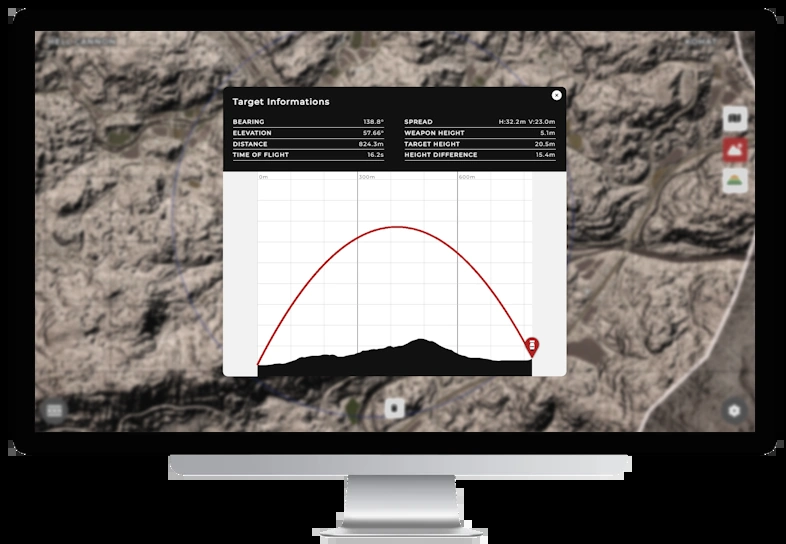 Target Informations
BEARING 138.8°
ELEVATION 57.66°
DISTANCE 824.3m
TIME OF FLIGHT 16.2s
SPREAD H:32.2m V:23.0m
WEAPON HEIGHT 5.1m
TARGET HEIGHT 20.5m
HEIGHT DIFFERENCE 15.4m
0m 300m 600m